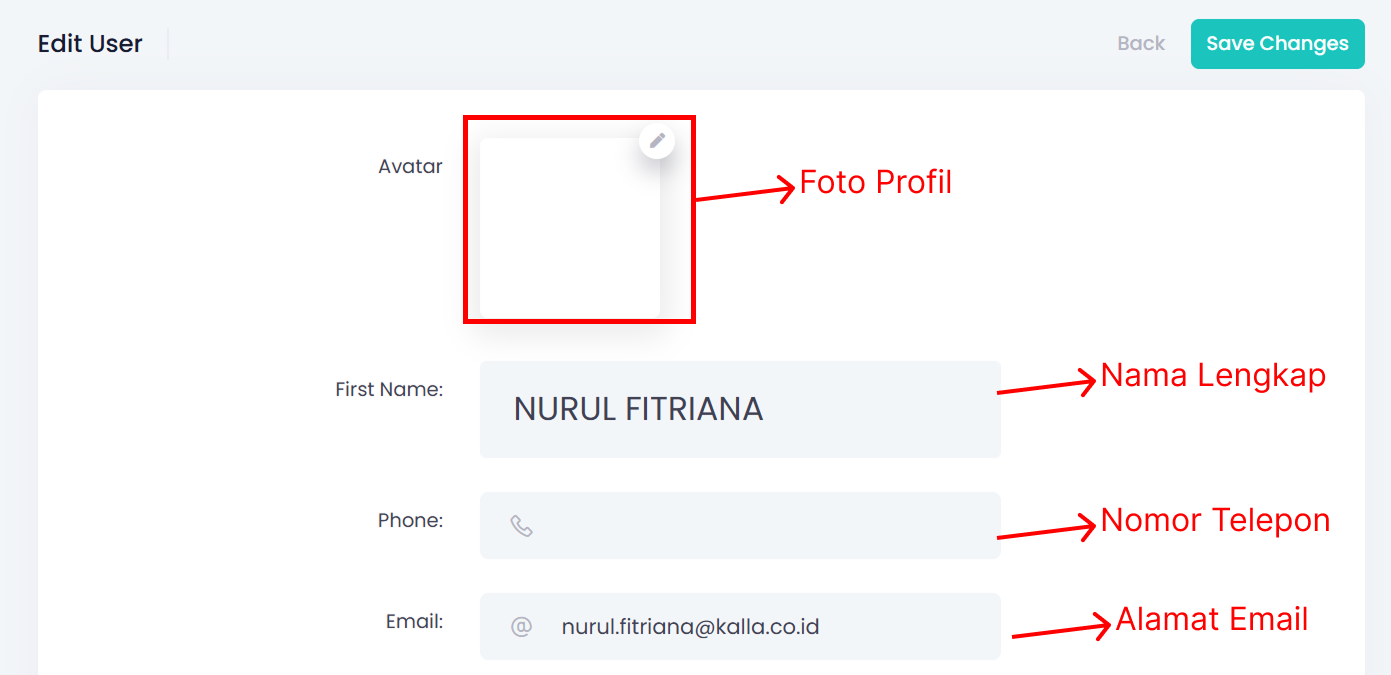 Edit User
Back
Save Changes
Avatar
Foto Profil
First Name:
NURUL FITRIANA
Nama Lengkap
Phone:
Nomor Telepon
Email:
@ nurul.fitriana@kalla.co.id
Alamat Email